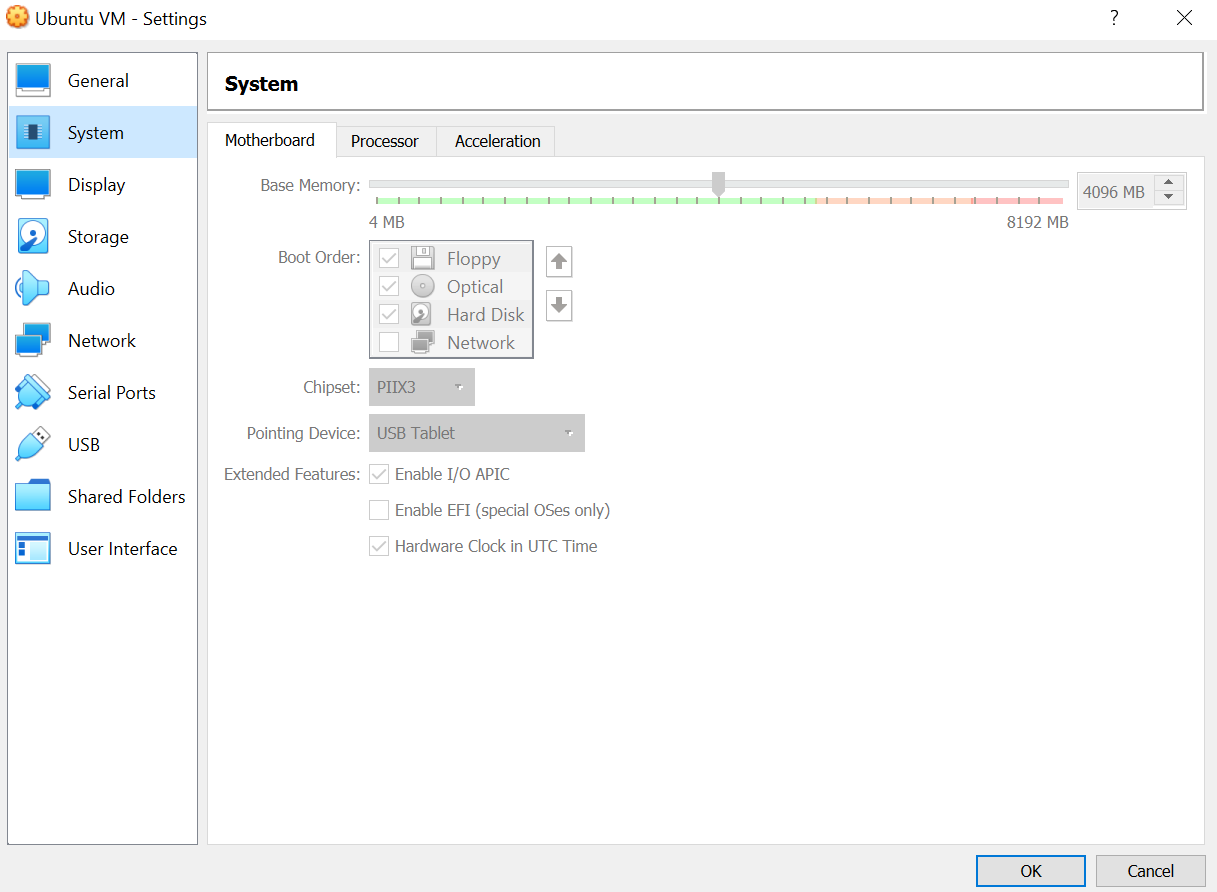 Ubuntu VM - Settings
?
General
System
Display
Storage
Audio
Network
Serial Ports
USB
Shared Folders
User Interface
System
Motherboard
Processor
Acceleration
Base Memory:
4096 MB
4 MB
8192 MB
Boot Order:
Floppy
Optical
Hard Disk
Network
Chipset:
PIIX3
Pointing Device:
USB Tablet
Extended Features:
Enable I/O APIC
Enable EFI (special OSes only)
Hardware Clock in UTC Time
OK
Cancel